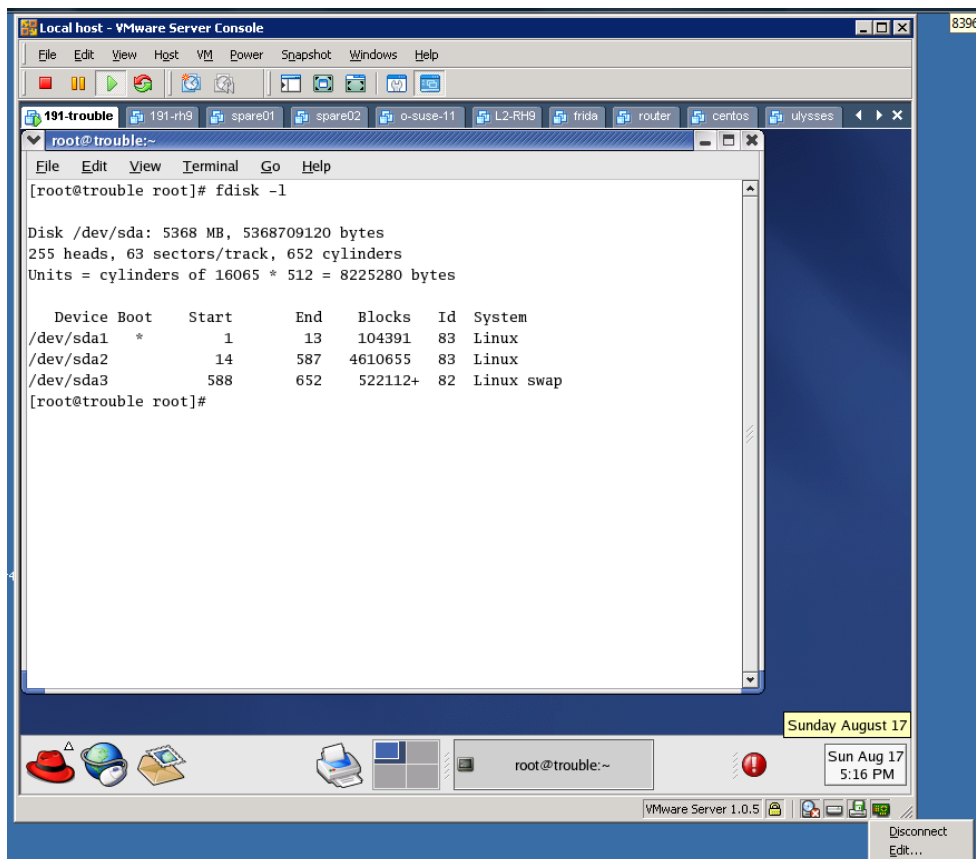 Local host - VMware Server Console
8396
File Edit View Host VM Power Snapshot Windows Help
191-trouble 191-rh9 spare01 spare02 o-suse-11 L2-RH9 frida router centos ulysses
root@trouble:~
File Edit View Terminal Go Help
[root@trouble root]# fdisk -l
Disk /dev/sda: 5368 MB, 5368709120 bytes
255 heads, 63 sectors/track, 652 cylinders
Units = cylinders of 16065 * 512 = 8225280 bytes
Device Boot Start End Blocks Id System
/dev/sda1 * 1 13 104391 83 Linux
/dev/sda2 14 587 4610655 83 Linux
/dev/sda3 588 652 522112+ 82 Linux swap
[root@trouble root]#
Sunday August 17
root@trouble:~
Sun Aug 17
5:16 PM
VMware Server 1.0.5
Disconnect
Edit...